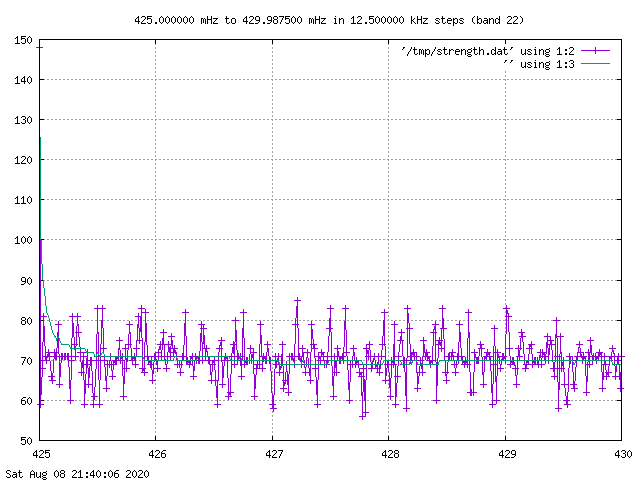 425.000000 mHz to 429.987500 mHz in 12.500000 kHz steps (band 22)
150
'/tmp/strength.dat' using 1:2
'' using 1:3
140
130
120
110
100
90
80
70
60
50
425 426 427 428 429 430
Sat Aug 08 21:40:06 2020